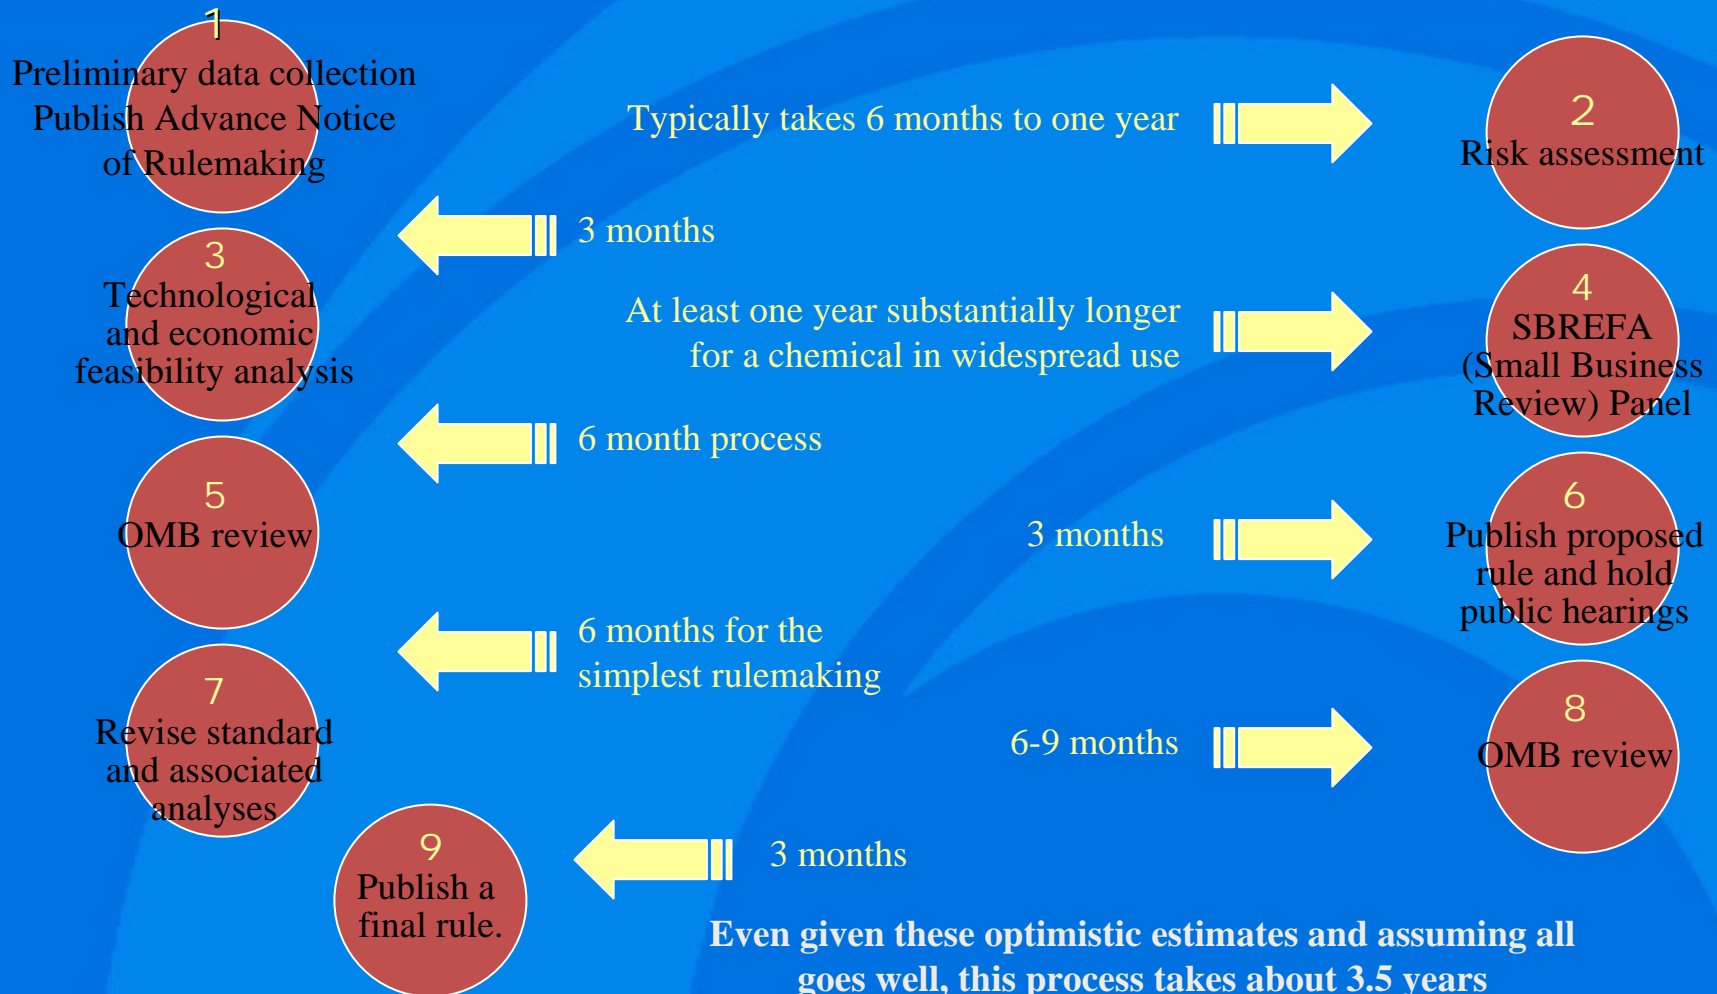 1
Preliminary data collection
Publish Advance Notice
of Rulemaking
Typically takes 6 months to one year
2
Risk assessment
3 months
3
Technological
and economic
feasibility analysis
At least one year substantially longer
for a chemical in widespread use
4
SBREFA
(Small Business
Review) Panel
6 month process
5
OMB review
3 months
6
Publish proposed
rule and hold
public hearings
6 months for the
simplest rulemaking
7
Revise standard
and associated
analyses
6-9 months
8
OMB review
3 months
9
Publish a
final rule.
Even given these optimistic estimates and assuming all
goes well, this process takes about 3.5 years